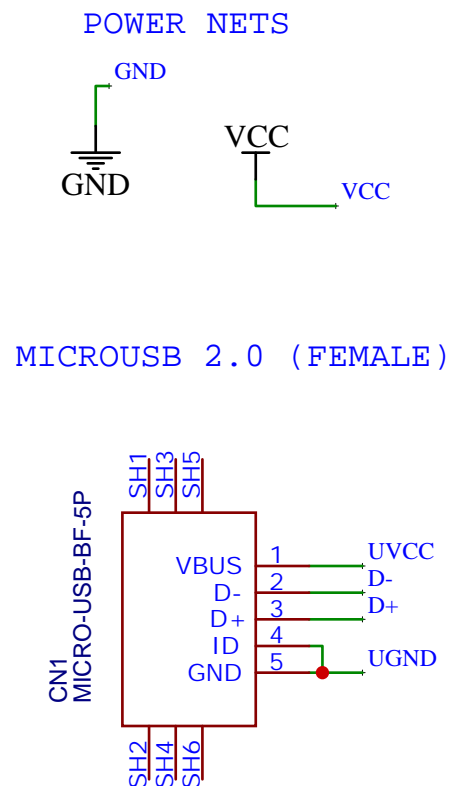 POWER NETS
GND
GND
VCC
VCC
MICROUSB 2.0 (FEMALE)
SH1
SH3
SH5
CN1
MICRO-USB-BF-5P
VBUS 1 UVCC
D- 2 D-
D+ 3 D+
ID 4
GND 5 UGND
SH2
SH4
SH6